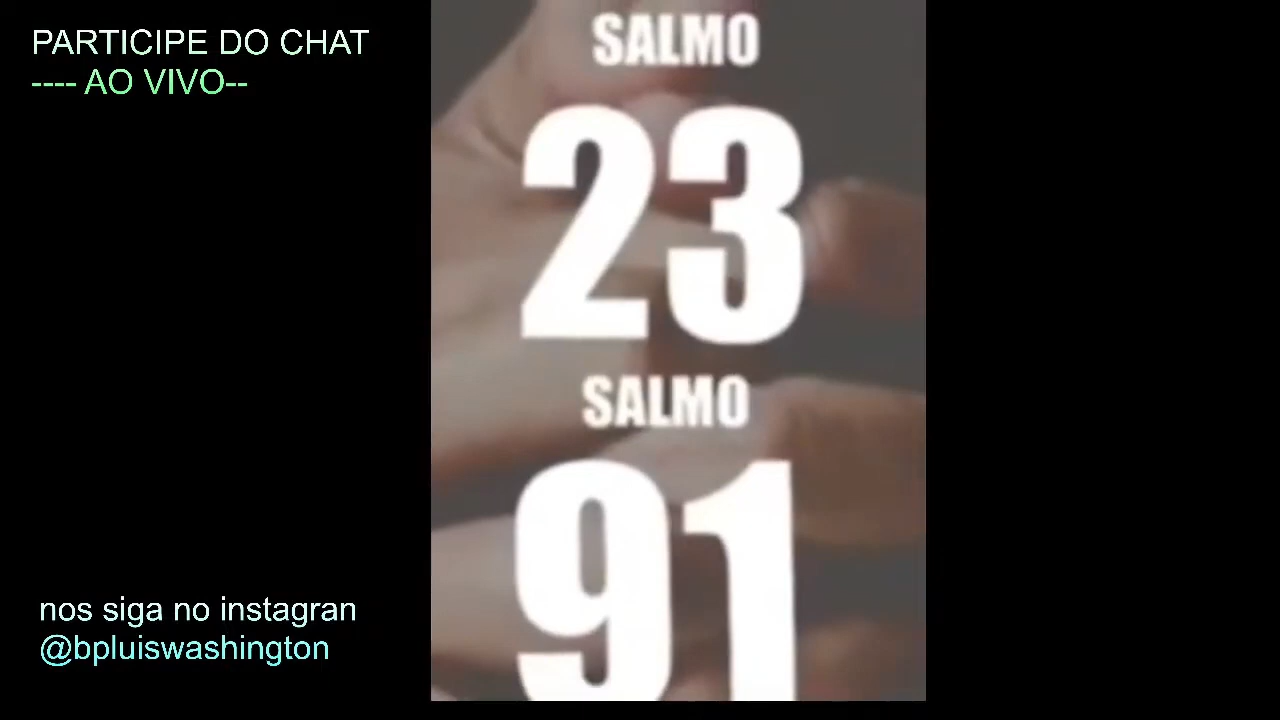 PARTICIPE DO CHAT
---- AO VIVO--
SALMO
23
SALMO
91
nos siga no instagran
@bpluiswashington